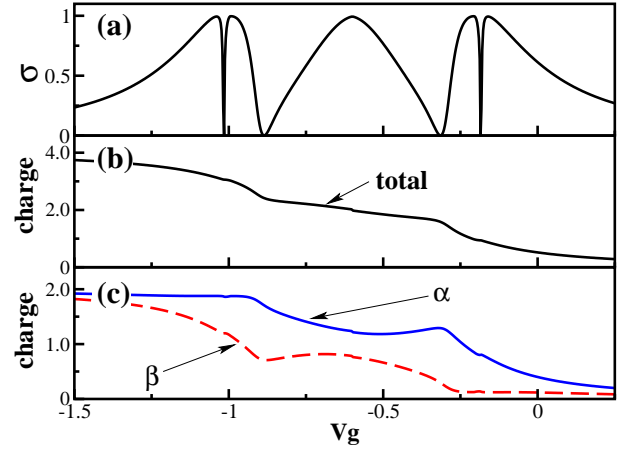 1
(a)
0.5
σ
0
4.0
(b)
total
2.0
charge
0
2.0
(c)
α
1.0
charge
β
0.0
-1.5 -1 -0.5 0
Vg